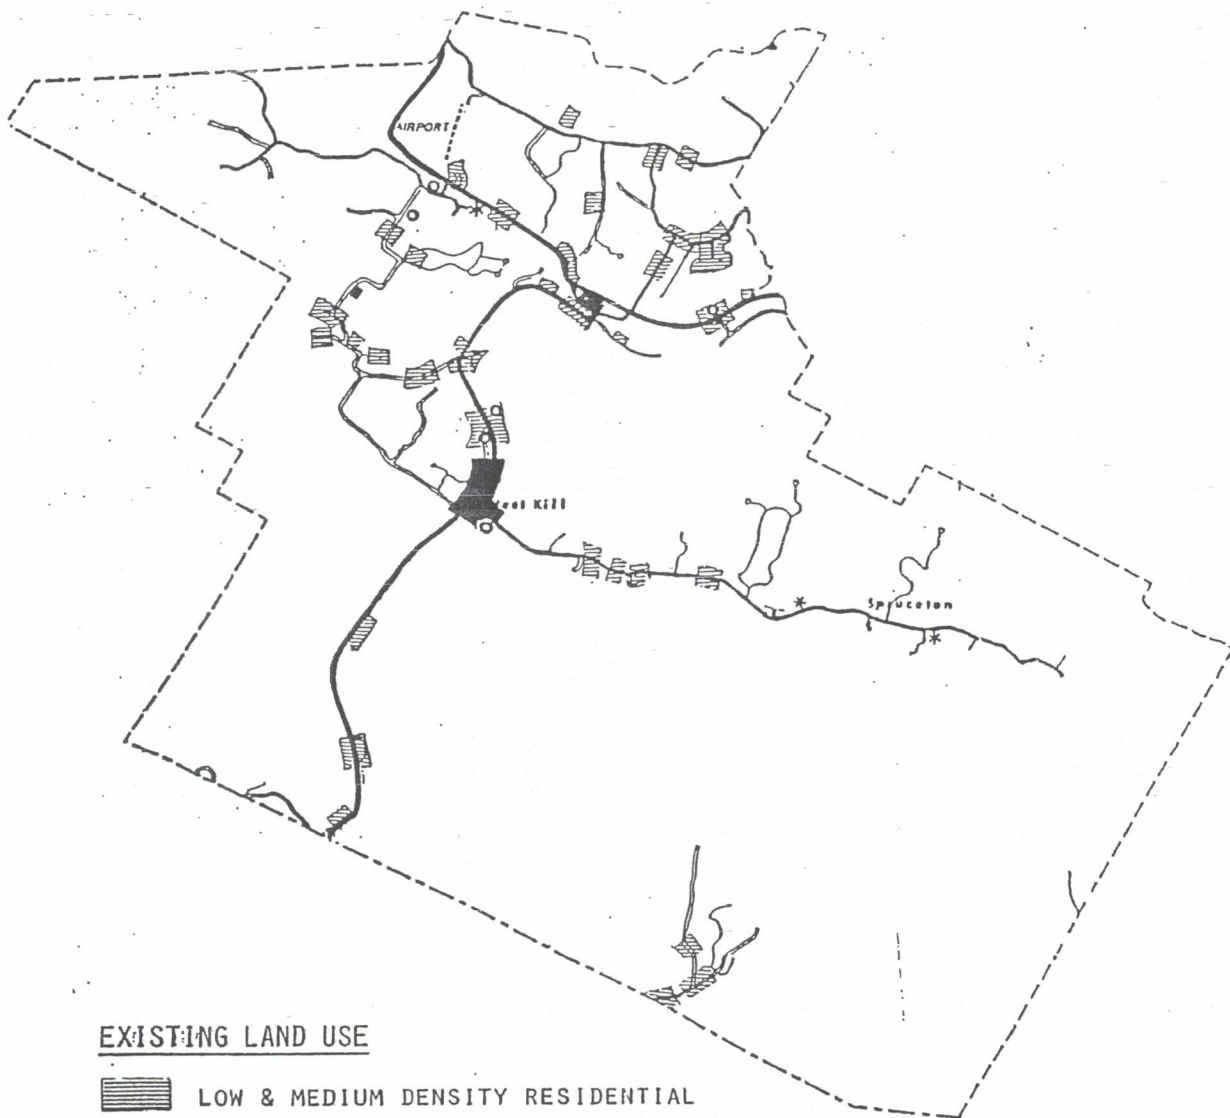 AIRPORT
West Kill
Spruceton
EXISTING LAND USE
LOW & MEDIUM DENSITY RESIDENTIAL